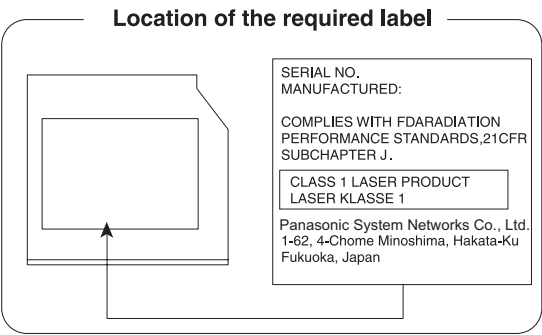 Location of the required label
SERIAL NO.
MANUFACTURED:
COMPLIES WITH FDARADIATION
PERFORMANCE STANDARDS,21CFR
SUBCHAPTER J.
CLASS 1 LASER PRODUCT
LASER KLASSE 1
Panasonic System Networks Co., Ltd.
1-62, 4-Chome Minoshima, Hakata-Ku
Fukuoka, Japan